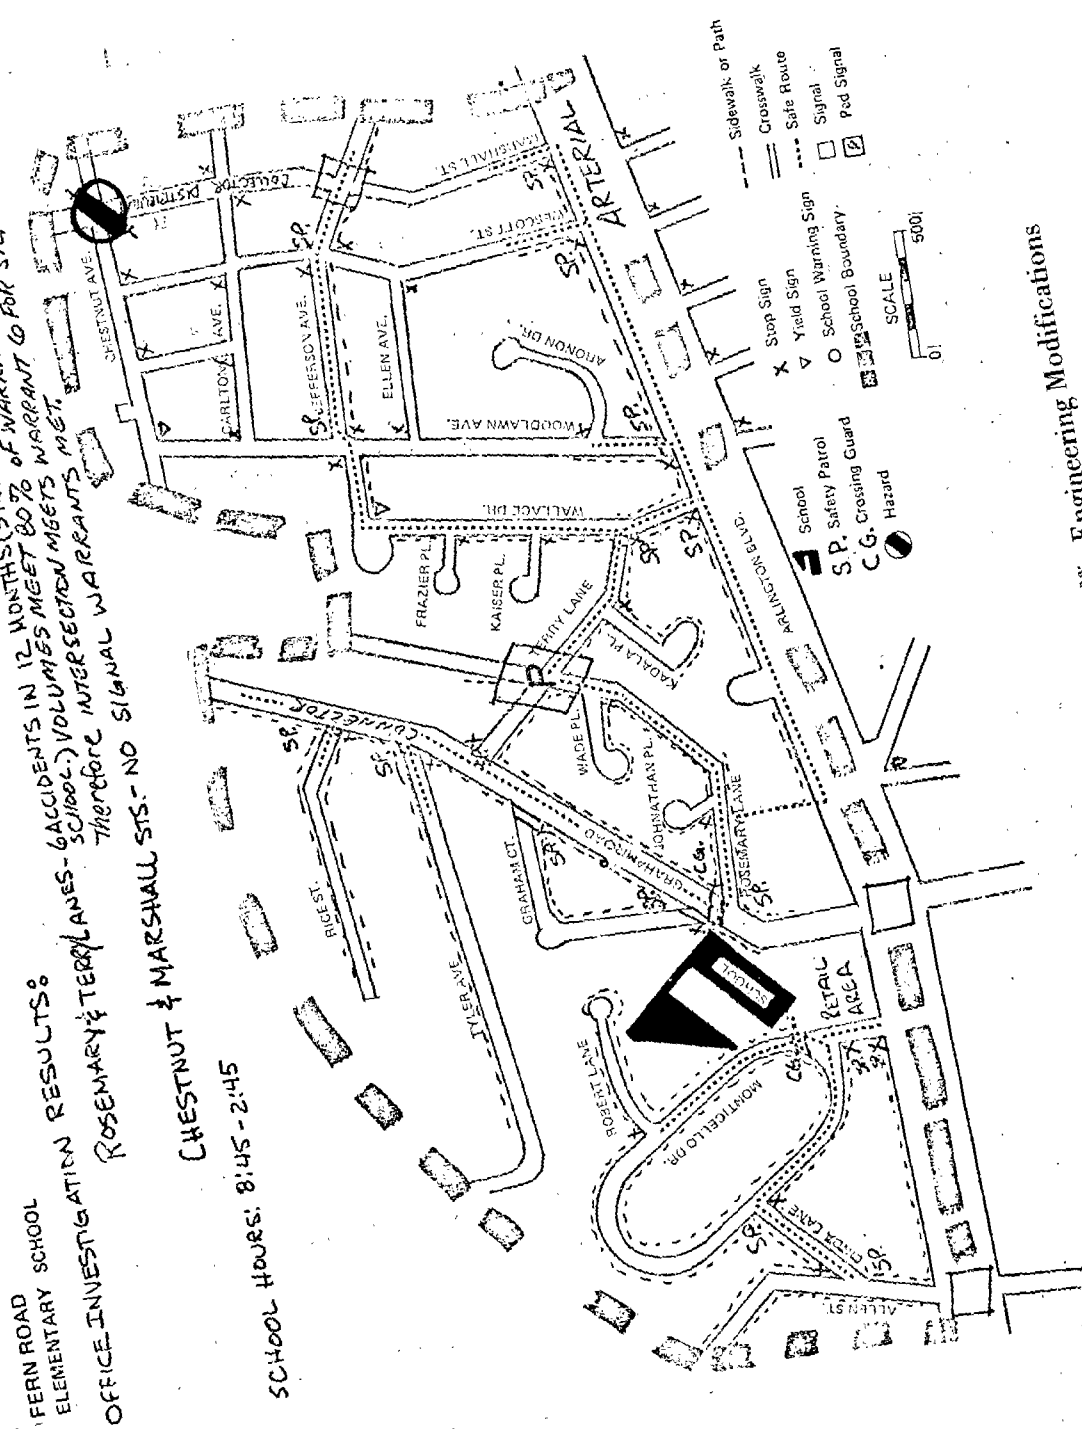 FERN ROAD
ELEMENTARY SCHOOL
OFFICE INVESTIGATION RESULTS:
ROSEMARY & TERRY LANES - 6 ACCIDENTS IN 12 MONTHS
SCHOOL.) VOLUMES MEET 80% WARRANT 6 FOR
Therefore INTERSECTION MEETS WARRANTS MET.
CHESTNUT & MARSHALL STS. - NO SIGNAL WARRANTS MET.
SCHOOL HOURS: 8:45 - 2:45
CHESTNUT AVE.
DISTRIBUTOR
COLLECTOR
MARSHALL ST.
CARLTON AVE.
JEFFERSON AVE.
ELLEN AVE.
WESCOTT ST.
WOODLAWN AVE.
WALLACE DR.
FRAZIER PL.
KAISER PL.
TERRY LANE
KADALA PL.
WADE PL.
JOHNATHAN PL.
ROSEMARY LANE
CONNECTOR
GRAHAM ROAD
GRAHAM CT.
RICE ST.
TYLER AVE.
ROBERT LANE
MONTICELLO DR.
LINDA LANE
ALLEN ST.
ARLINGTON BLVD.
ARTERIAL
SCHOOL
RETAIL
AREA
S.P.
S.P.
S.P.
S.P.
S.P.
S.P.
S.P.
S.P.
S.P.
S.P.
S.P.
S.P.
S.P.
S.P.
C.G.
C.G.
P
School
S.P. Safety Patrol
C.G. Crossing Guard
Hazard
X Stop Sign
Yield Sign
School Warning Sign
School Boundary
Sidewalk or Path
Crosswalk
Safe Route
Signal
P Ped Signal
SCALE
0 500
Engineering Modifications